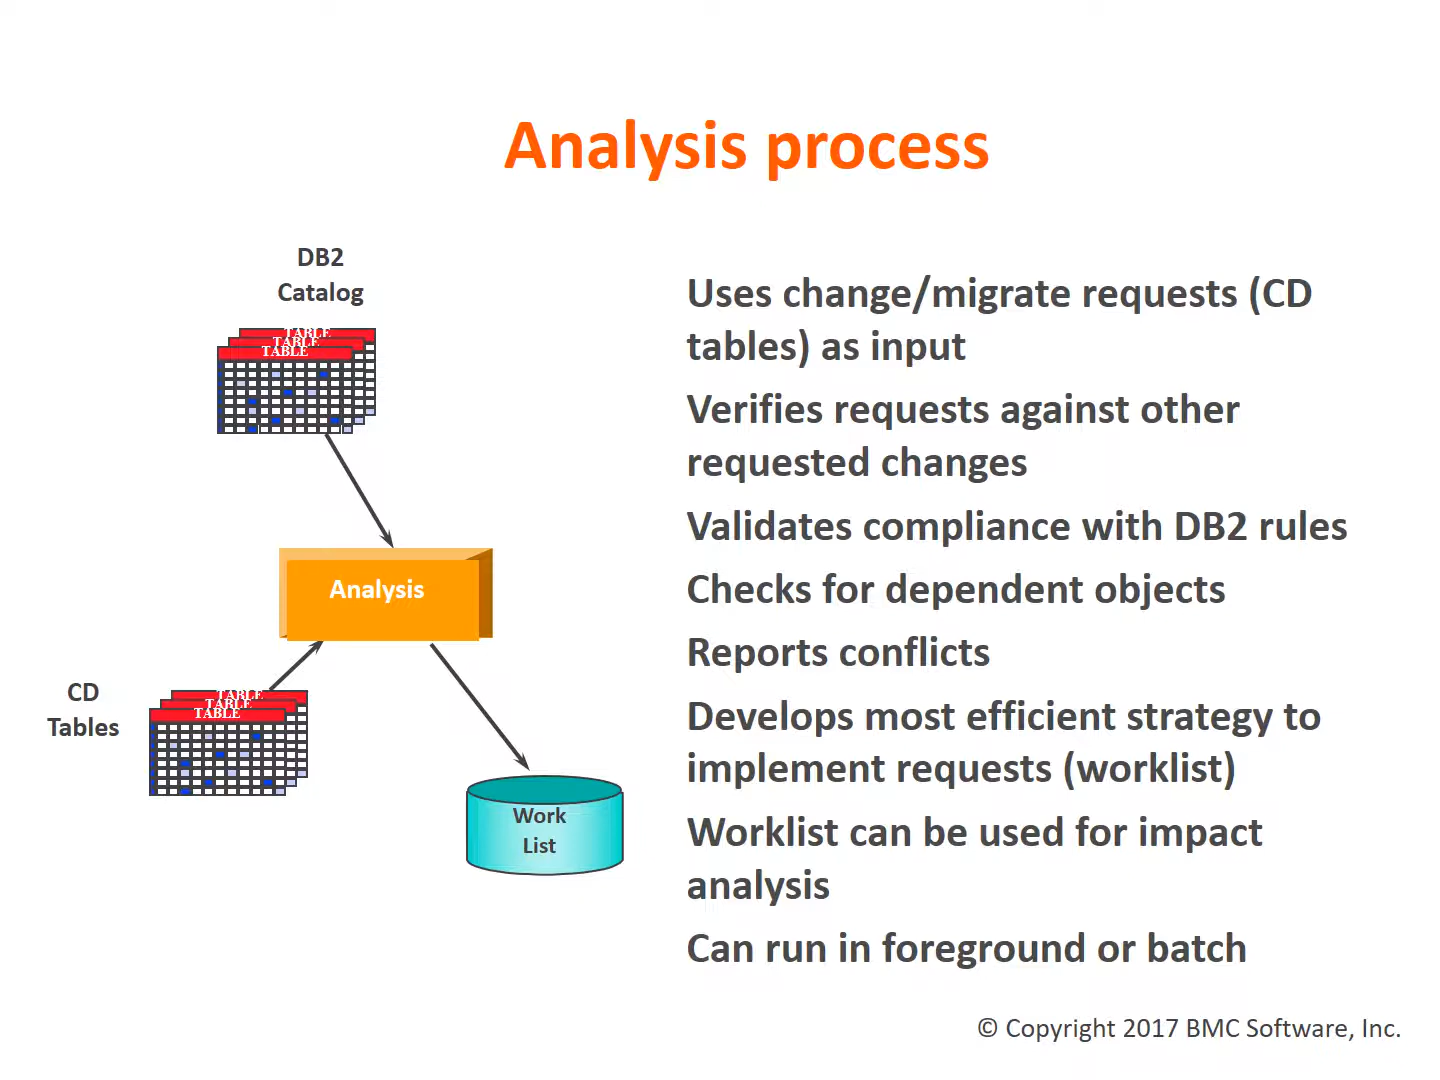 Analysis process
DB2
Catalog
TABLE
TABLE
TABLE
Analysis
CD
Tables
TABLE
TABLE
TABLE
Work
List
Uses change/migrate requests (CD
tables) as input
Verifies requests against other
requested changes
Validates compliance with DB2 rules
Checks for dependent objects
Reports conflicts
Develops most efficient strategy to
implement requests (worklist)
Worklist can be used for impact
analysis
Can run in foreground or batch
© Copyright 2017 BMC Software, Inc.